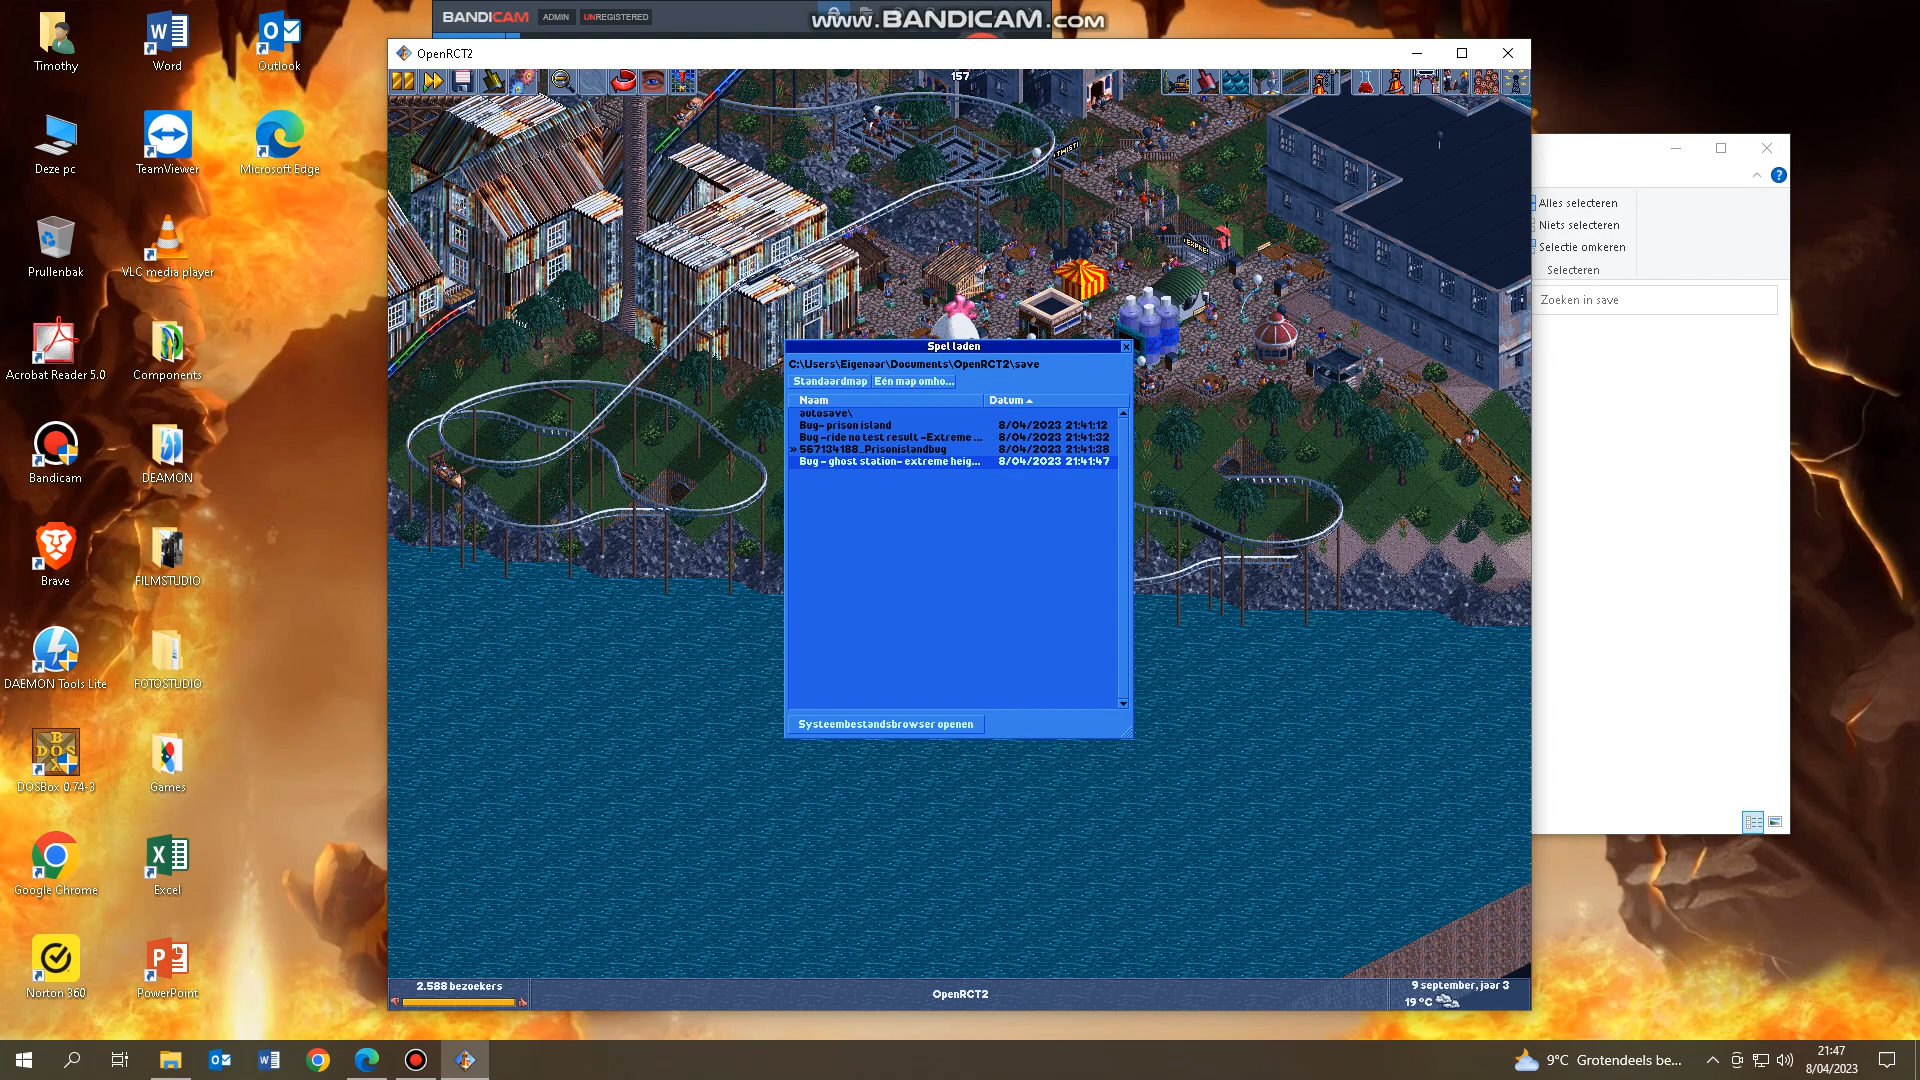 BANDICAM ADMIN UNREGISTERED
www.BANDICAM.com
OpenRCT2
157
Timothy
Word
Outlook
Deze pc
TeamViewer
Microsoft Edge
Prullenbak
VLC media player
Acrobat Reader 5.0
Components
Bandicam
DEAMON
Brave
FILMSTUDIO
DAEMON Tools Lite
FOTOSTUDIO
DOSBox 0.74-3
Games
Google Chrome
Excel
Norton 360
PowerPoint
TWIST!
Spel laden
C:\Users\Eigenaar\Documents\OpenRCT2\save
Standaardmap
Eén map omho...
Naam
Datum
autosave\
Bug- prison island 8/04/2023 21:41:12
Bug -ride no test result -Extreme ... 8/04/2023 21:41:32
» 567134188_Prisonislandbug 8/04/2023 21:41:38
Bug - ghost station- extreme heig... 8/04/2023 21:41:47
Systeembestandsbrowser openen
Alles selecteren
Niets selecteren
Selectie omkeren
Selecteren
Zoeken in save
2.588 bezoekers
OpenRCT2
9 september, jaar 3
19 °C
9°C Grotendeels be...
21:47
8/04/2023